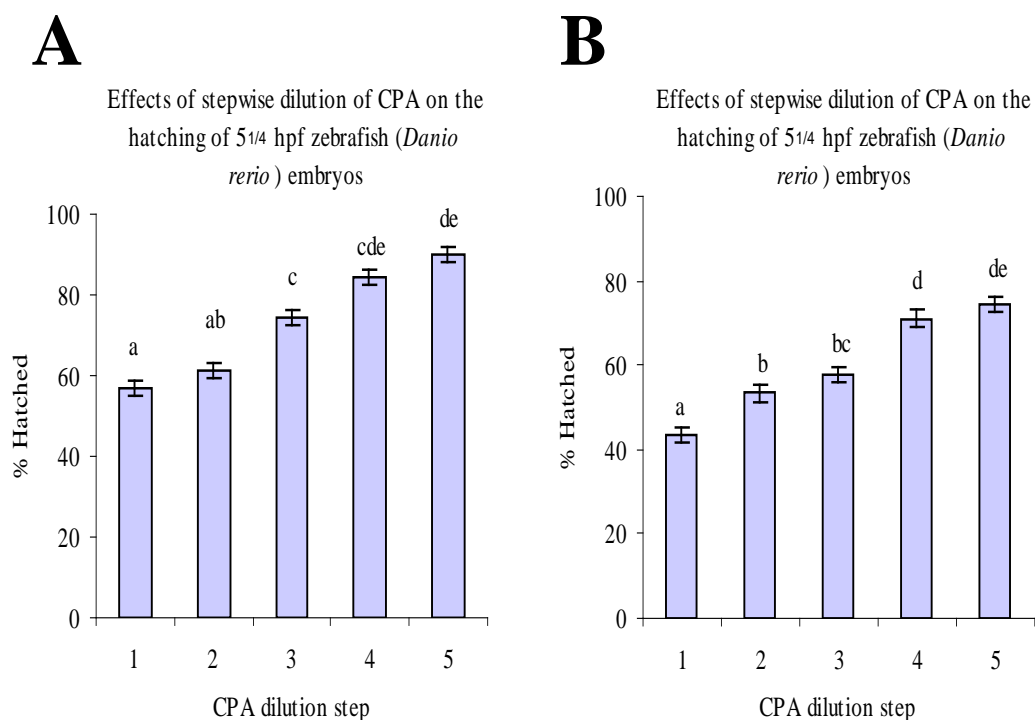 A
Effects of stepwise dilution of CPA on the
hatching of 51/4 hpf zebrafish (Danio
rerio ) embryos
100
80
60
40
20
0
% Hatched
a
ab
c
cde
de
1 2 3 4 5
CPA dilution step
B
Effects of stepwise dilution of CPA on the
hatching of 51/4 hpf zebrafish (Danio
rerio ) embryos
100
80
60
40
20
0
% Hatched
a
b
bc
d
de
1 2 3 4 5
CPA dilution step